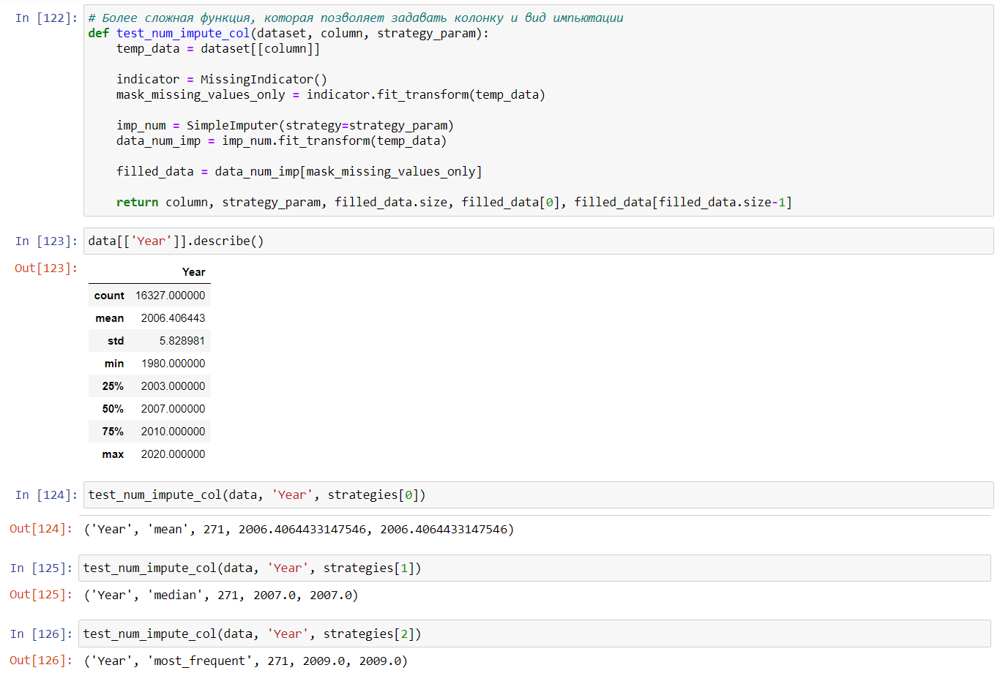 In [122]: # Более сложная функция, которая позволяет задавать колонку и вид импьютации
def test_num_impute_col(dataset, column, strategy_param):
    temp_data = dataset[[column]]

    indicator = MissingIndicator()
    mask_missing_values_only = indicator.fit_transform(temp_data)

    imp_num = SimpleImputer(strategy=strategy_param)
    data_num_imp = imp_num.fit_transform(temp_data)

    filled_data = data_num_imp[mask_missing_values_only]

    return column, strategy_param, filled_data.size, filled_data[0], filled_data[filled_data.size-1]
In [123]: data[['Year']].describe()
Out[123]:
Year
count 16327.000000
mean 2006.406443
std 5.828981
min 1980.000000
25% 2003.000000
50% 2007.000000
75% 2010.000000
max 2020.000000
In [124]: test_num_impute_col(data, 'Year', strategies[0])
Out[124]: ('Year', 'mean', 271, 2006.4064433147546, 2006.4064433147546)
In [125]: test_num_impute_col(data, 'Year', strategies[1])
Out[125]: ('Year', 'median', 271, 2007.0, 2007.0)
In [126]: test_num_impute_col(data, 'Year', strategies[2])
Out[126]: ('Year', 'most_frequent', 271, 2009.0, 2009.0)